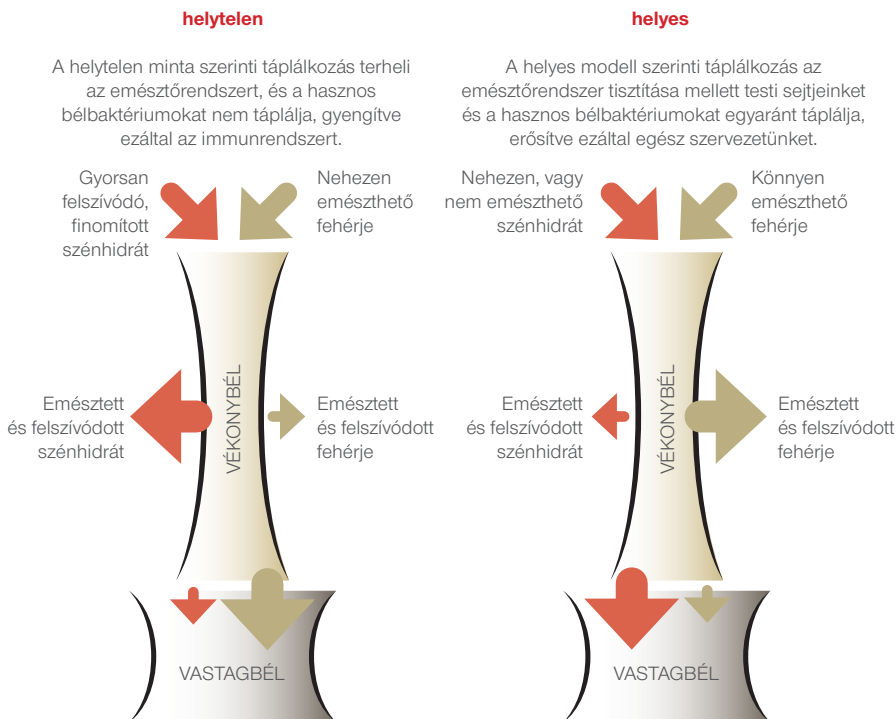 helytelen
A helytelen minta szerinti táplálkozás terheli
az emésztőrendszert, és a hasznos
bélbaktériumokat nem táplálja, gyengítve
ezáltal az immunrendszert.
Gyorsan
felszívódó,
finomított
szénhidrát
Nehezen
emészthető
fehérje
VÉKONYBÉL
Emésztett
és felszívódott
szénhidrát
Emésztett
és felszívódott
fehérje
VASTAGBÉL
helyes
A helyes modell szerinti táplálkozás az
emésztőrendszer tisztítása mellett testi sejtjeinket
és a hasznos bélbaktériumokat egyaránt táplálja,
erősítve ezáltal egész szervezetünket.
Nehezen, vagy
nem emészthető
szénhidrát
Könnyen
emészthető
fehérje
VÉKONYBÉL
Emésztett
és felszívódott
szénhidrát
Emésztett
és felszívódott
fehérje
VASTAGBÉL